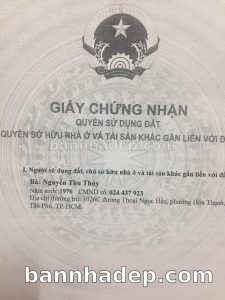 GIẤY CHỨNG NHẬN
QUYỀN SỬ DỤNG ĐẤT
QUYỀN SỞ HỮU NHÀ Ở VÀ TÀI SẢN KHÁC GẮN LIỀN VỚI Đ
bannhadep.com
I. Người sử dụng đất, chủ sở hữu nhà ở và tài sản khác gắn liền với đấ
Bà: Nguyễn Thu Thủy
Năm sinh: 1976 CMND số: 024 437 923
Địa chỉ thường trú: 1026C đường Thoại Ngọc Hầu, phường Hòa Thạnh,
Tân Phú, TP.HCM.
bannhadep.com